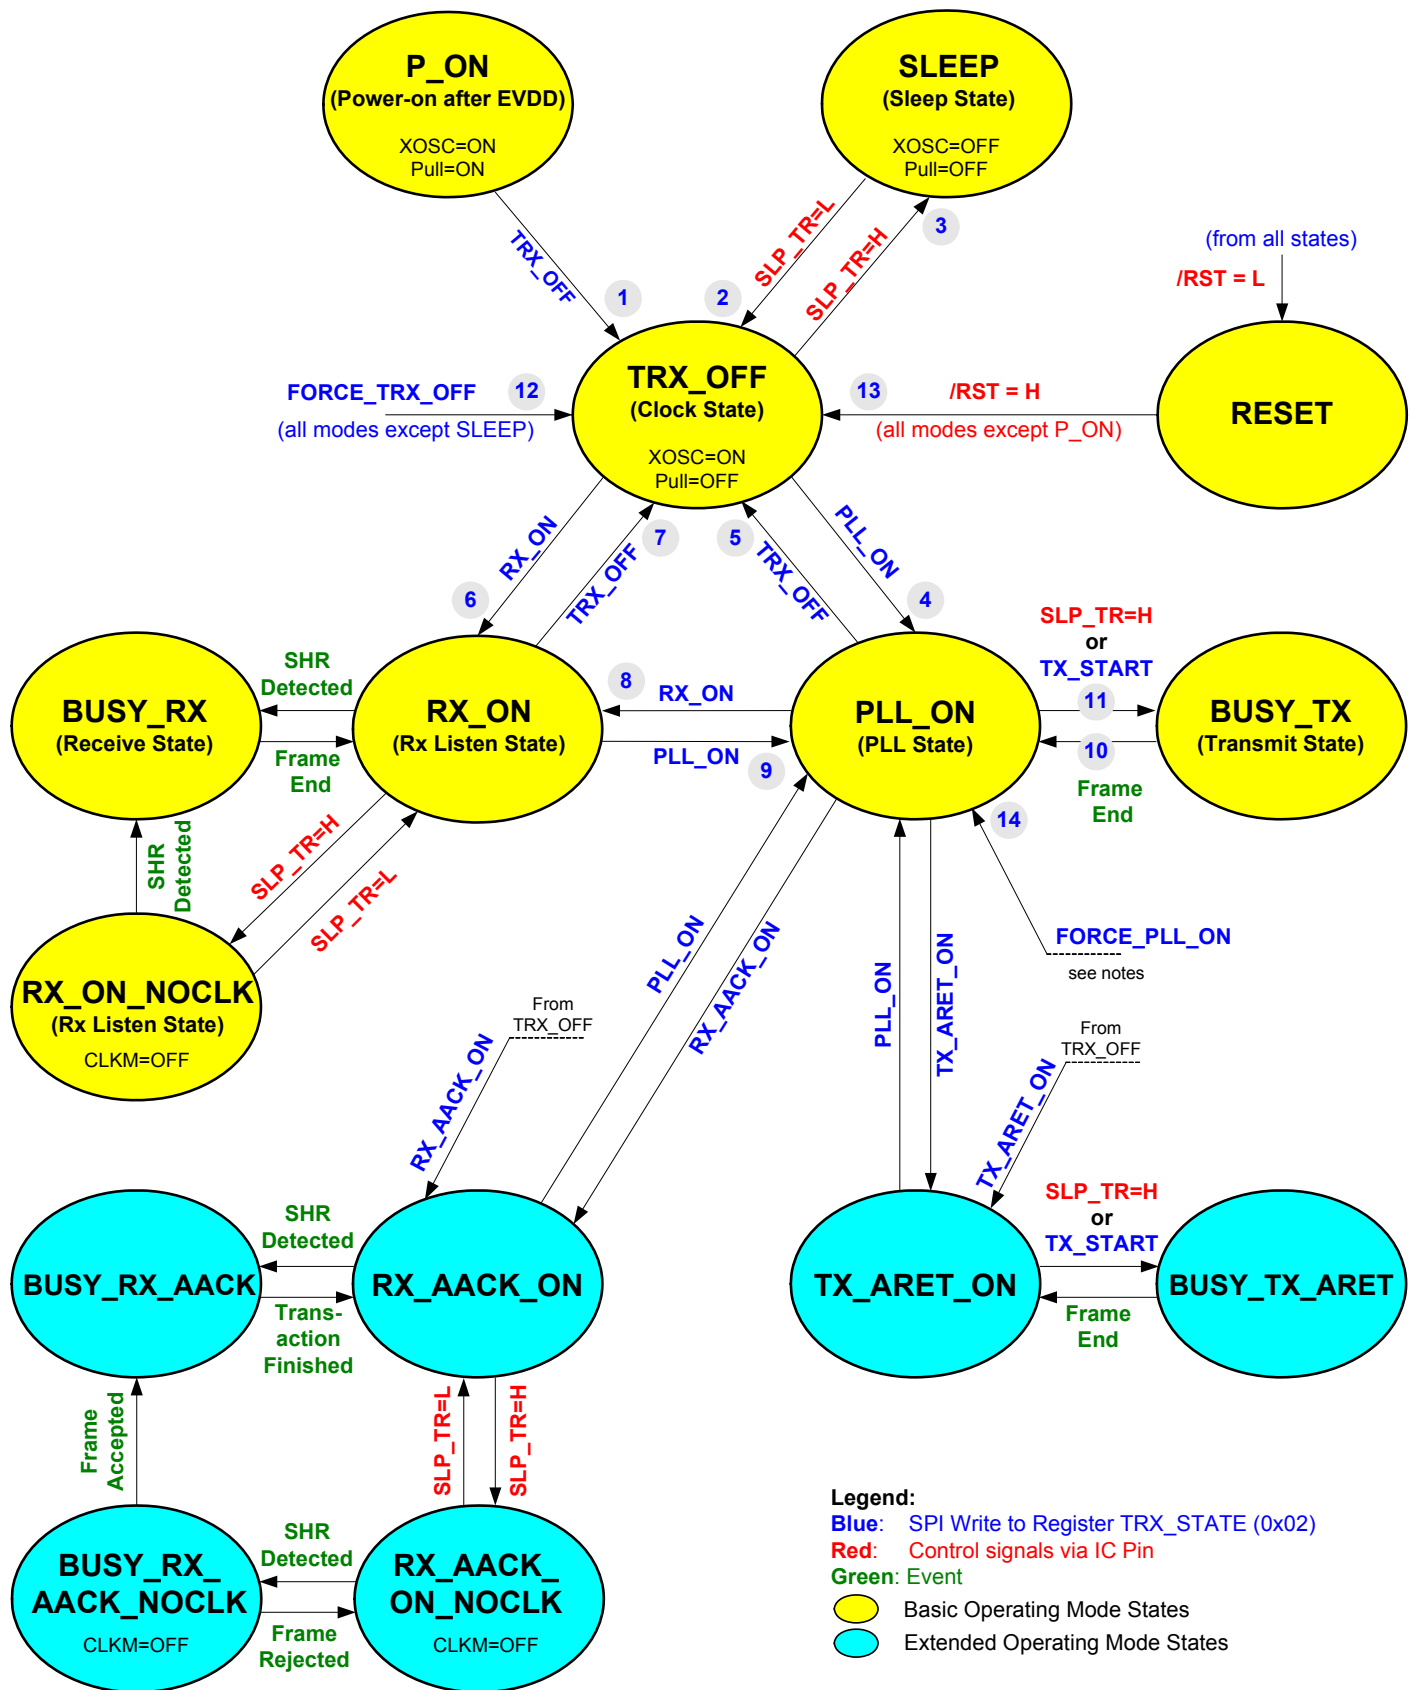 P_ON
(Power-on after EVDD)
XOSC=ON
Pull=ON
SLEEP
(Sleep State)
XOSC=OFF
Pull=OFF
TRX_OFF
1
2
SLP_TR=L
SLP_TR=H
3
(from all states)
/RST = L
FORCE_TRX_OFF
12
(all modes except SLEEP)
TRX_OFF
(Clock State)
XOSC=ON
Pull=OFF
13
/RST = H
(all modes except P_ON)
RESET
RX_ON
6
TRX_OFF
7
5
TRX_OFF
PLL_ON
4
BUSY_RX
(Receive State)
SHR
Detected
Frame
End
RX_ON
(Rx Listen State)
8
RX_ON
PLL_ON
9
PLL_ON
(PLL State)
SLP_TR=H
or
TX_START
11
10
Frame
End
BUSY_TX
(Transmit State)
SHR
Detected
SLP_TR=H
SLP_TR=L
14
FORCE_PLL_ON
see notes
RX_ON_NOCLK
(Rx Listen State)
CLKM=OFF
PLL_ON
RX_AACK_ON
PLL_ON
TX_ARET_ON
From
TRX_OFF
RX_AACK_ON
From
TRX_OFF
TX_ARET_ON
BUSY_RX_AACK
SHR
Detected
Trans-
action
Finished
RX_AACK_ON
TX_ARET_ON
SLP_TR=H
or
TX_START
Frame
End
BUSY_TX_ARET
Frame
Accepted
SLP_TR=L
SLP_TR=H
BUSY_RX_
AACK_NOCLK
CLKM=OFF
SHR
Detected
Frame
Rejected
RX_AACK_
ON_NOCLK
CLKM=OFF
Legend:
Blue: SPI Write to Register TRX_STATE (0x02)
Red: Control signals via IC Pin
Green: Event
Basic Operating Mode States
Extended Operating Mode States